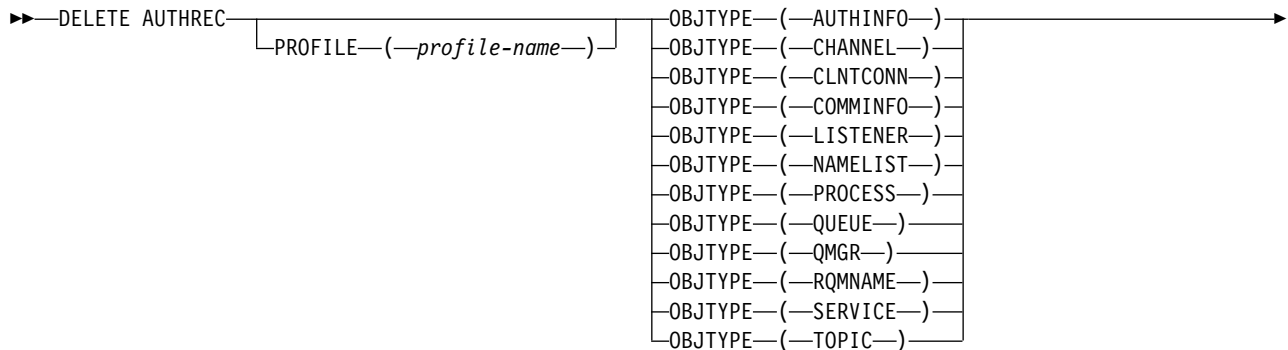 DELETE AUTHREC
PROFILE ( profile-name )
OBJTYPE ( AUTHINFO )
OBJTYPE ( CHANNEL )
OBJTYPE ( CLNTCONN )
OBJTYPE ( COMMINFO )
OBJTYPE ( LISTENER )
OBJTYPE ( NAMELIST )
OBJTYPE ( PROCESS )
OBJTYPE ( QUEUE )
OBJTYPE ( QMGR )
OBJTYPE ( RQMNAME )
OBJTYPE ( SERVICE )
OBJTYPE ( TOPIC )